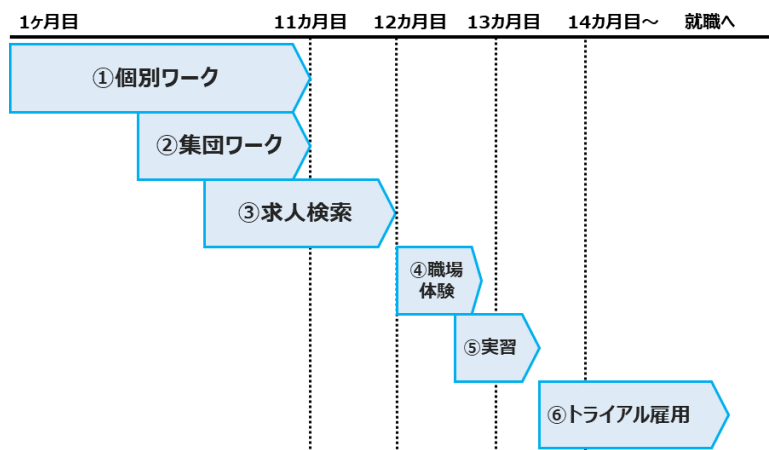 1ヶ月目 11カ月目 12カ月目 13カ月目 14カ月目～ 就職へ
①個別ワーク
②集団ワーク
③求人検索
④職場
体験
⑤実習
⑥トライアル雇用